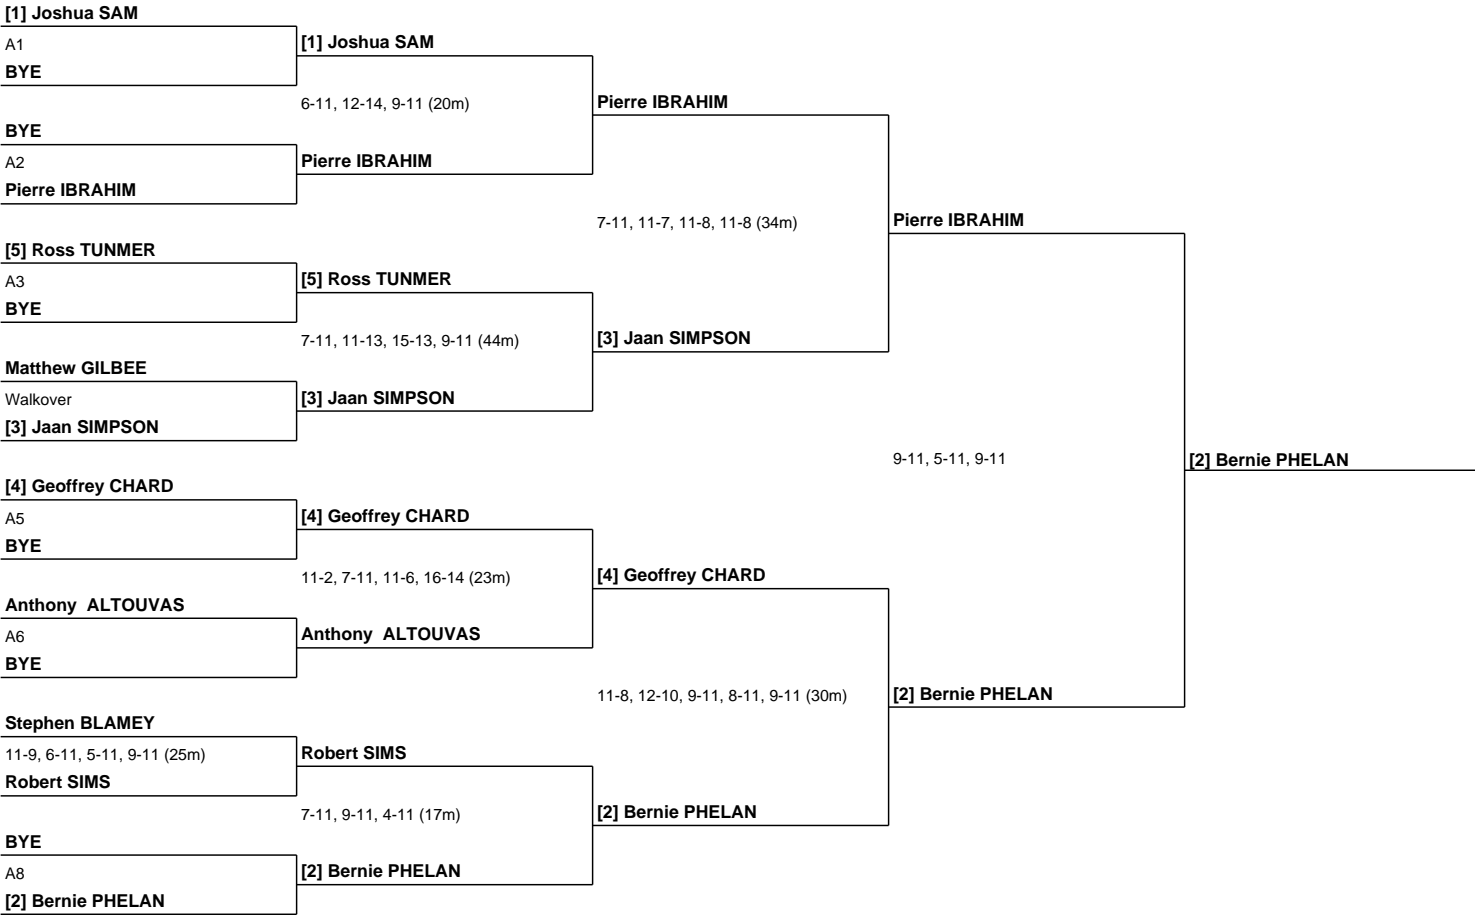 [1] Joshua SAM
A1
BYE
BYE
A2
Pierre IBRAHIM
[5] Ross TUNMER
A3
BYE
Matthew GILBEE
Walkover
[3] Jaan SIMPSON
[4] Geoffrey CHARD
A5
BYE
Anthony  ALTOUVAS
A6
BYE
Stephen BLAMEY
11-9, 6-11, 5-11, 9-11 (25m)
Robert SIMS
BYE
A8
[2] Bernie PHELAN
[1] Joshua SAM
6-11, 12-14, 9-11 (20m)
Pierre IBRAHIM
[5] Ross TUNMER
7-11, 11-13, 15-13, 9-11 (44m)
[3] Jaan SIMPSON
[4] Geoffrey CHARD
11-2, 7-11, 11-6, 16-14 (23m)
Anthony  ALTOUVAS
Robert SIMS
7-11, 9-11, 4-11 (17m)
[2] Bernie PHELAN
Pierre IBRAHIM
7-11, 11-7, 11-8, 11-8 (34m)
[3] Jaan SIMPSON
[4] Geoffrey CHARD
11-8, 12-10, 9-11, 8-11, 9-11 (30m)
[2] Bernie PHELAN
Pierre IBRAHIM
9-11, 5-11, 9-11
[2] Bernie PHELAN
[2] Bernie PHELAN